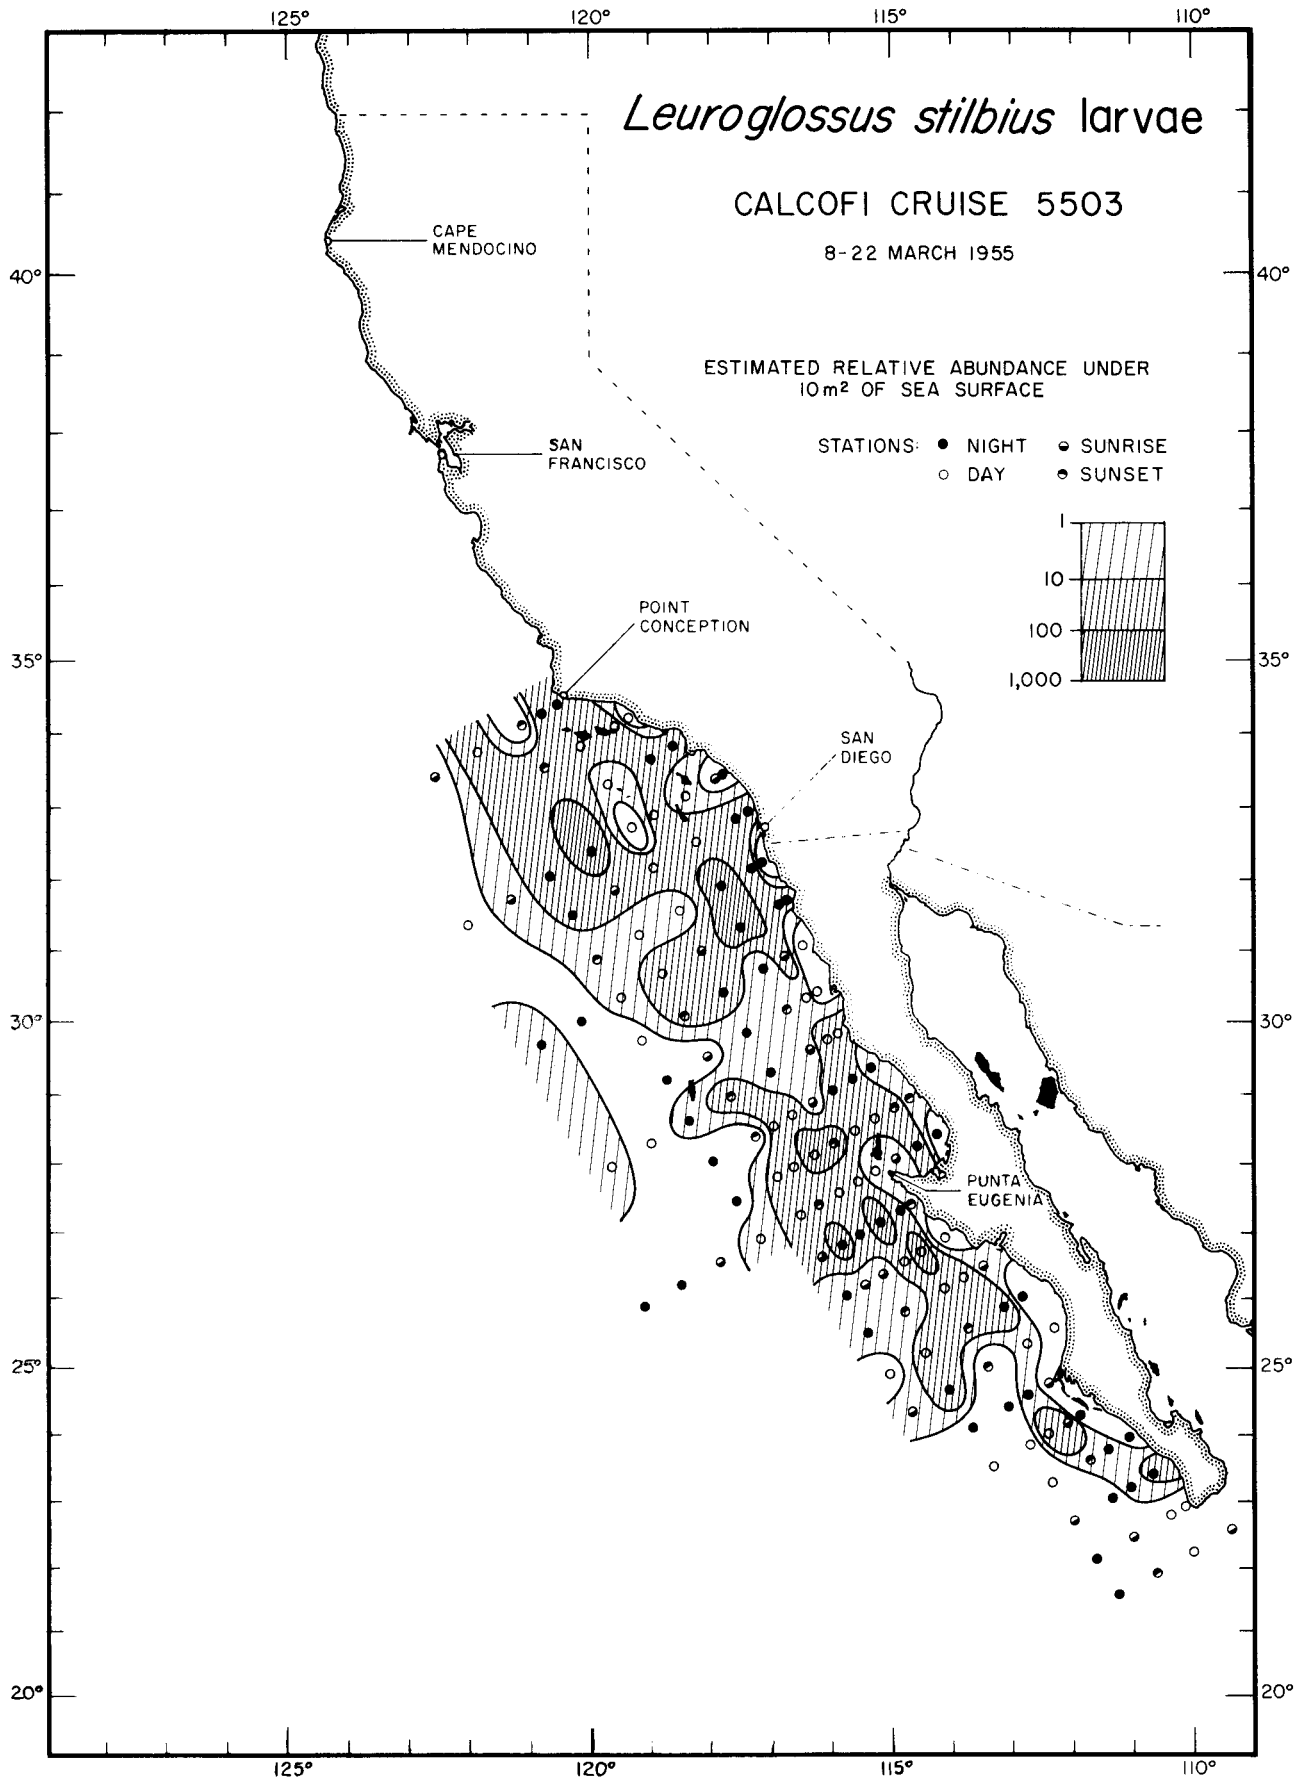 125° 120° 115° 110°
Leuroglossus stilbius larvae
CALCOFI CRUISE 5503
8-22 MARCH 1955
CAPE
MENDOCINO
40° 40°
ESTIMATED RELATIVE ABUNDANCE UNDER
10m² OF SEA SURFACE
STATIONS: ● NIGHT SUNRISE
○ DAY SUNSET
SAN
FRANCISCO
1
10
100
1,000
POINT
CONCEPTION
35° 35°
SAN
DIEGO
30° 30°
PUNTA
EUGENIA
25° 25°
20° 20°
125° 120° 115° 110°